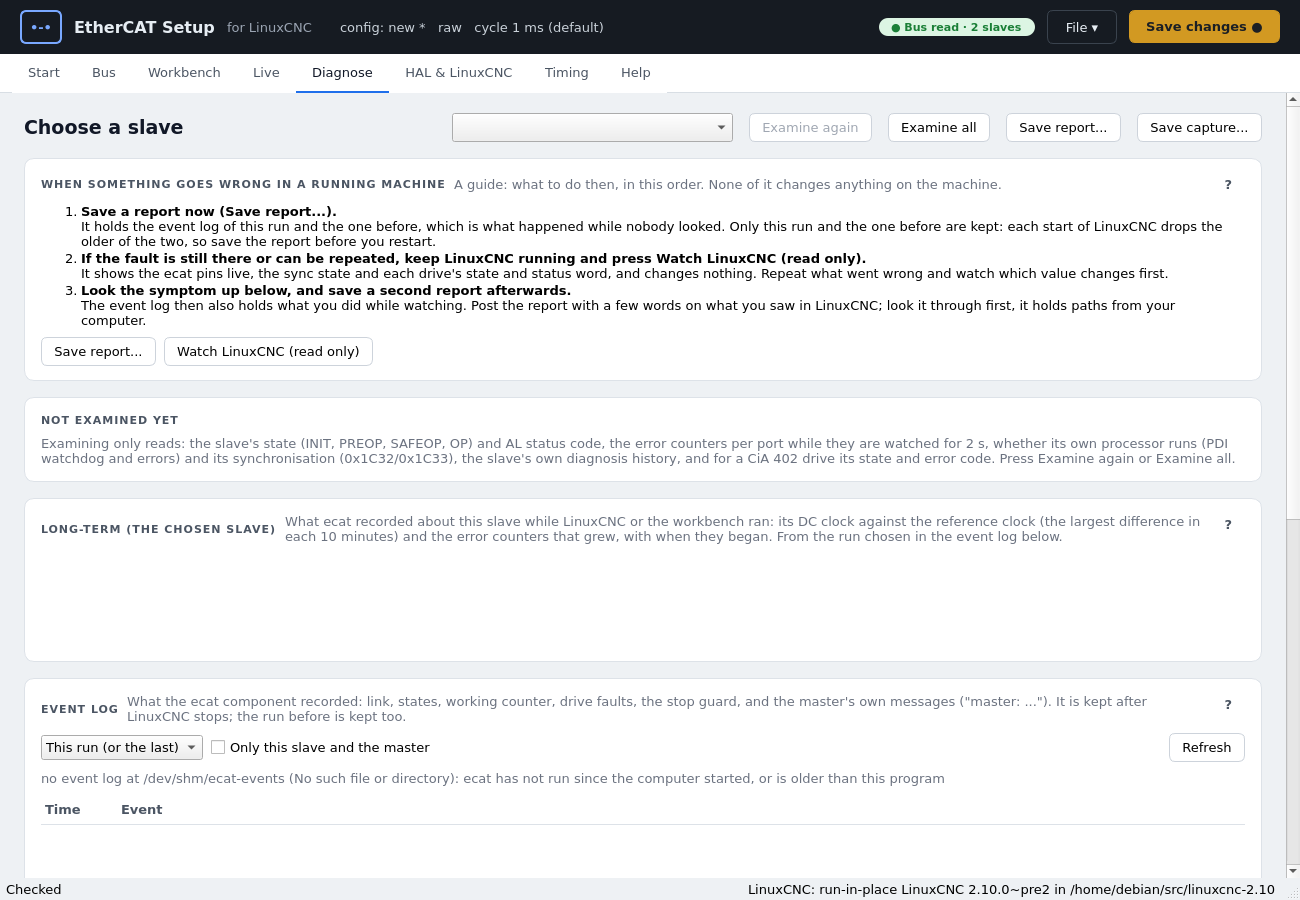 EtherCAT Setup for LinuxCNC config: new * raw cycle 1 ms (default) ● Bus read · 2 slaves File ▾ Save changes ●
Start Bus Workbench Live Diagnose HAL & LinuxCNC Timing Help
Choose a slave Examine again Examine all Save report... Save capture...
WHEN SOMETHING GOES WRONG IN A RUNNING MACHINE A guide: what to do then, in this order. None of it changes anything on the machine. ?
1. Save a report now (Save report...).
It holds the event log of this run and the one before, which is what happened while nobody looked. Only this run and the one before are kept: each start of LinuxCNC drops the
older of the two, so save the report before you restart.
2. If the fault is still there or can be repeated, keep LinuxCNC running and press Watch LinuxCNC (read only).
It shows the ecat pins live, the sync state and each drive's state and status word, and changes nothing. Repeat what went wrong and watch which value changes first.
3. Look the symptom up below, and save a second report afterwards.
The event log then also holds what you did while watching. Post the report with a few words on what you saw in LinuxCNC; look it through first, it holds paths from your
computer.
Save report... Watch LinuxCNC (read only)
NOT EXAMINED YET
Examining only reads: the slave's state (INIT, PREOP, SAFEOP, OP) and AL status code, the error counters per port while they are watched for 2 s, whether its own processor runs (PDI
watchdog and errors) and its synchronisation (0x1C32/0x1C33), the slave's own diagnosis history, and for a CiA 402 drive its state and error code. Press Examine again or Examine all.
LONG-TERM (THE CHOSEN SLAVE) What ecat recorded about this slave while LinuxCNC or the workbench ran: its DC clock against the reference clock (the largest difference in ?
each 10 minutes) and the error counters that grew, with when they began. From the run chosen in the event log below.
EVENT LOG What the ecat component recorded: link, states, working counter, drive faults, the stop guard, and the master's own messages ("master: ..."). It is kept after ?
LinuxCNC stops; the run before is kept too.
This run (or the last) Only this slave and the master Refresh
no event log at /dev/shm/ecat-events (No such file or directory): ecat has not run since the computer started, or is older than this program
Time Event
Checked LinuxCNC: run-in-place LinuxCNC 2.10.0~pre2 in /home/debian/src/linuxcnc-2.10